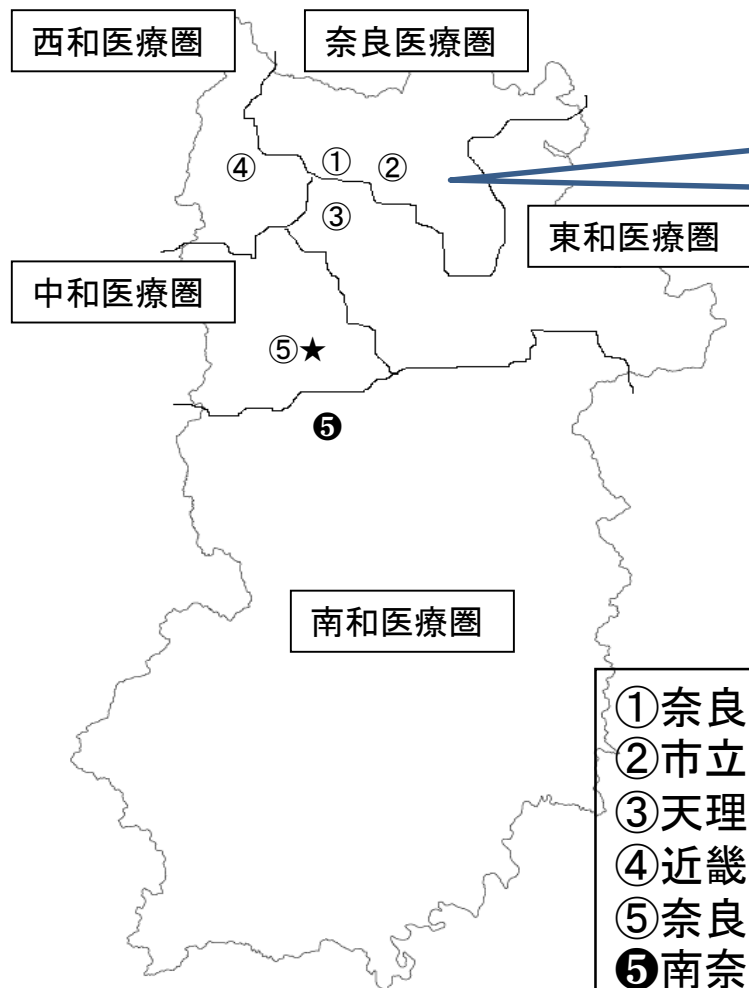 西和医療圏
奈良医療圏
④
①
②
③
東和医療圏
中和医療圏
⑤★
❺
南和医療圏
①奈良
②市立
③天理
④近畿
⑤奈良
❺南奈